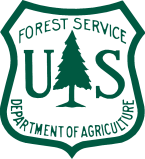 FOREST SERVICE
U S
DEPARTMENT OF AGRICULTURE